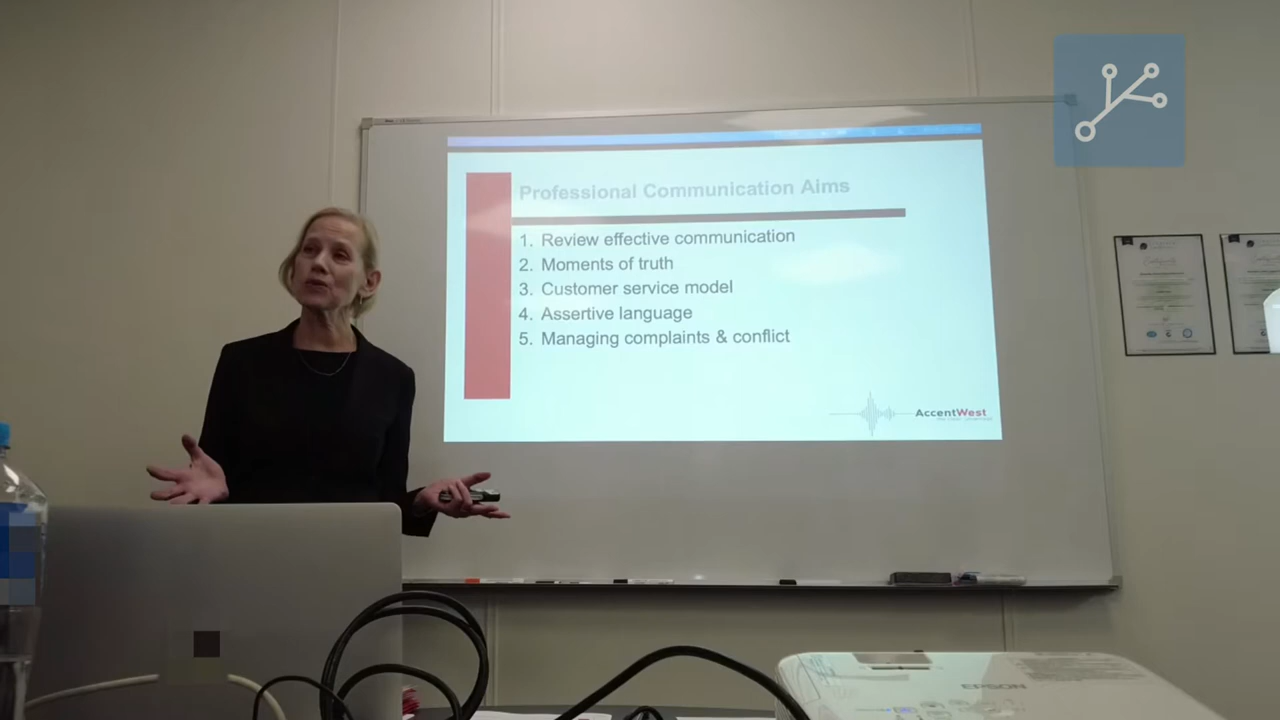 Professional Communication Aims
1. Review effective communication
2. Moments of truth
3. Customer service model
4. Assertive language
5. Managing complaints & conflict
AccentWest
EPSON